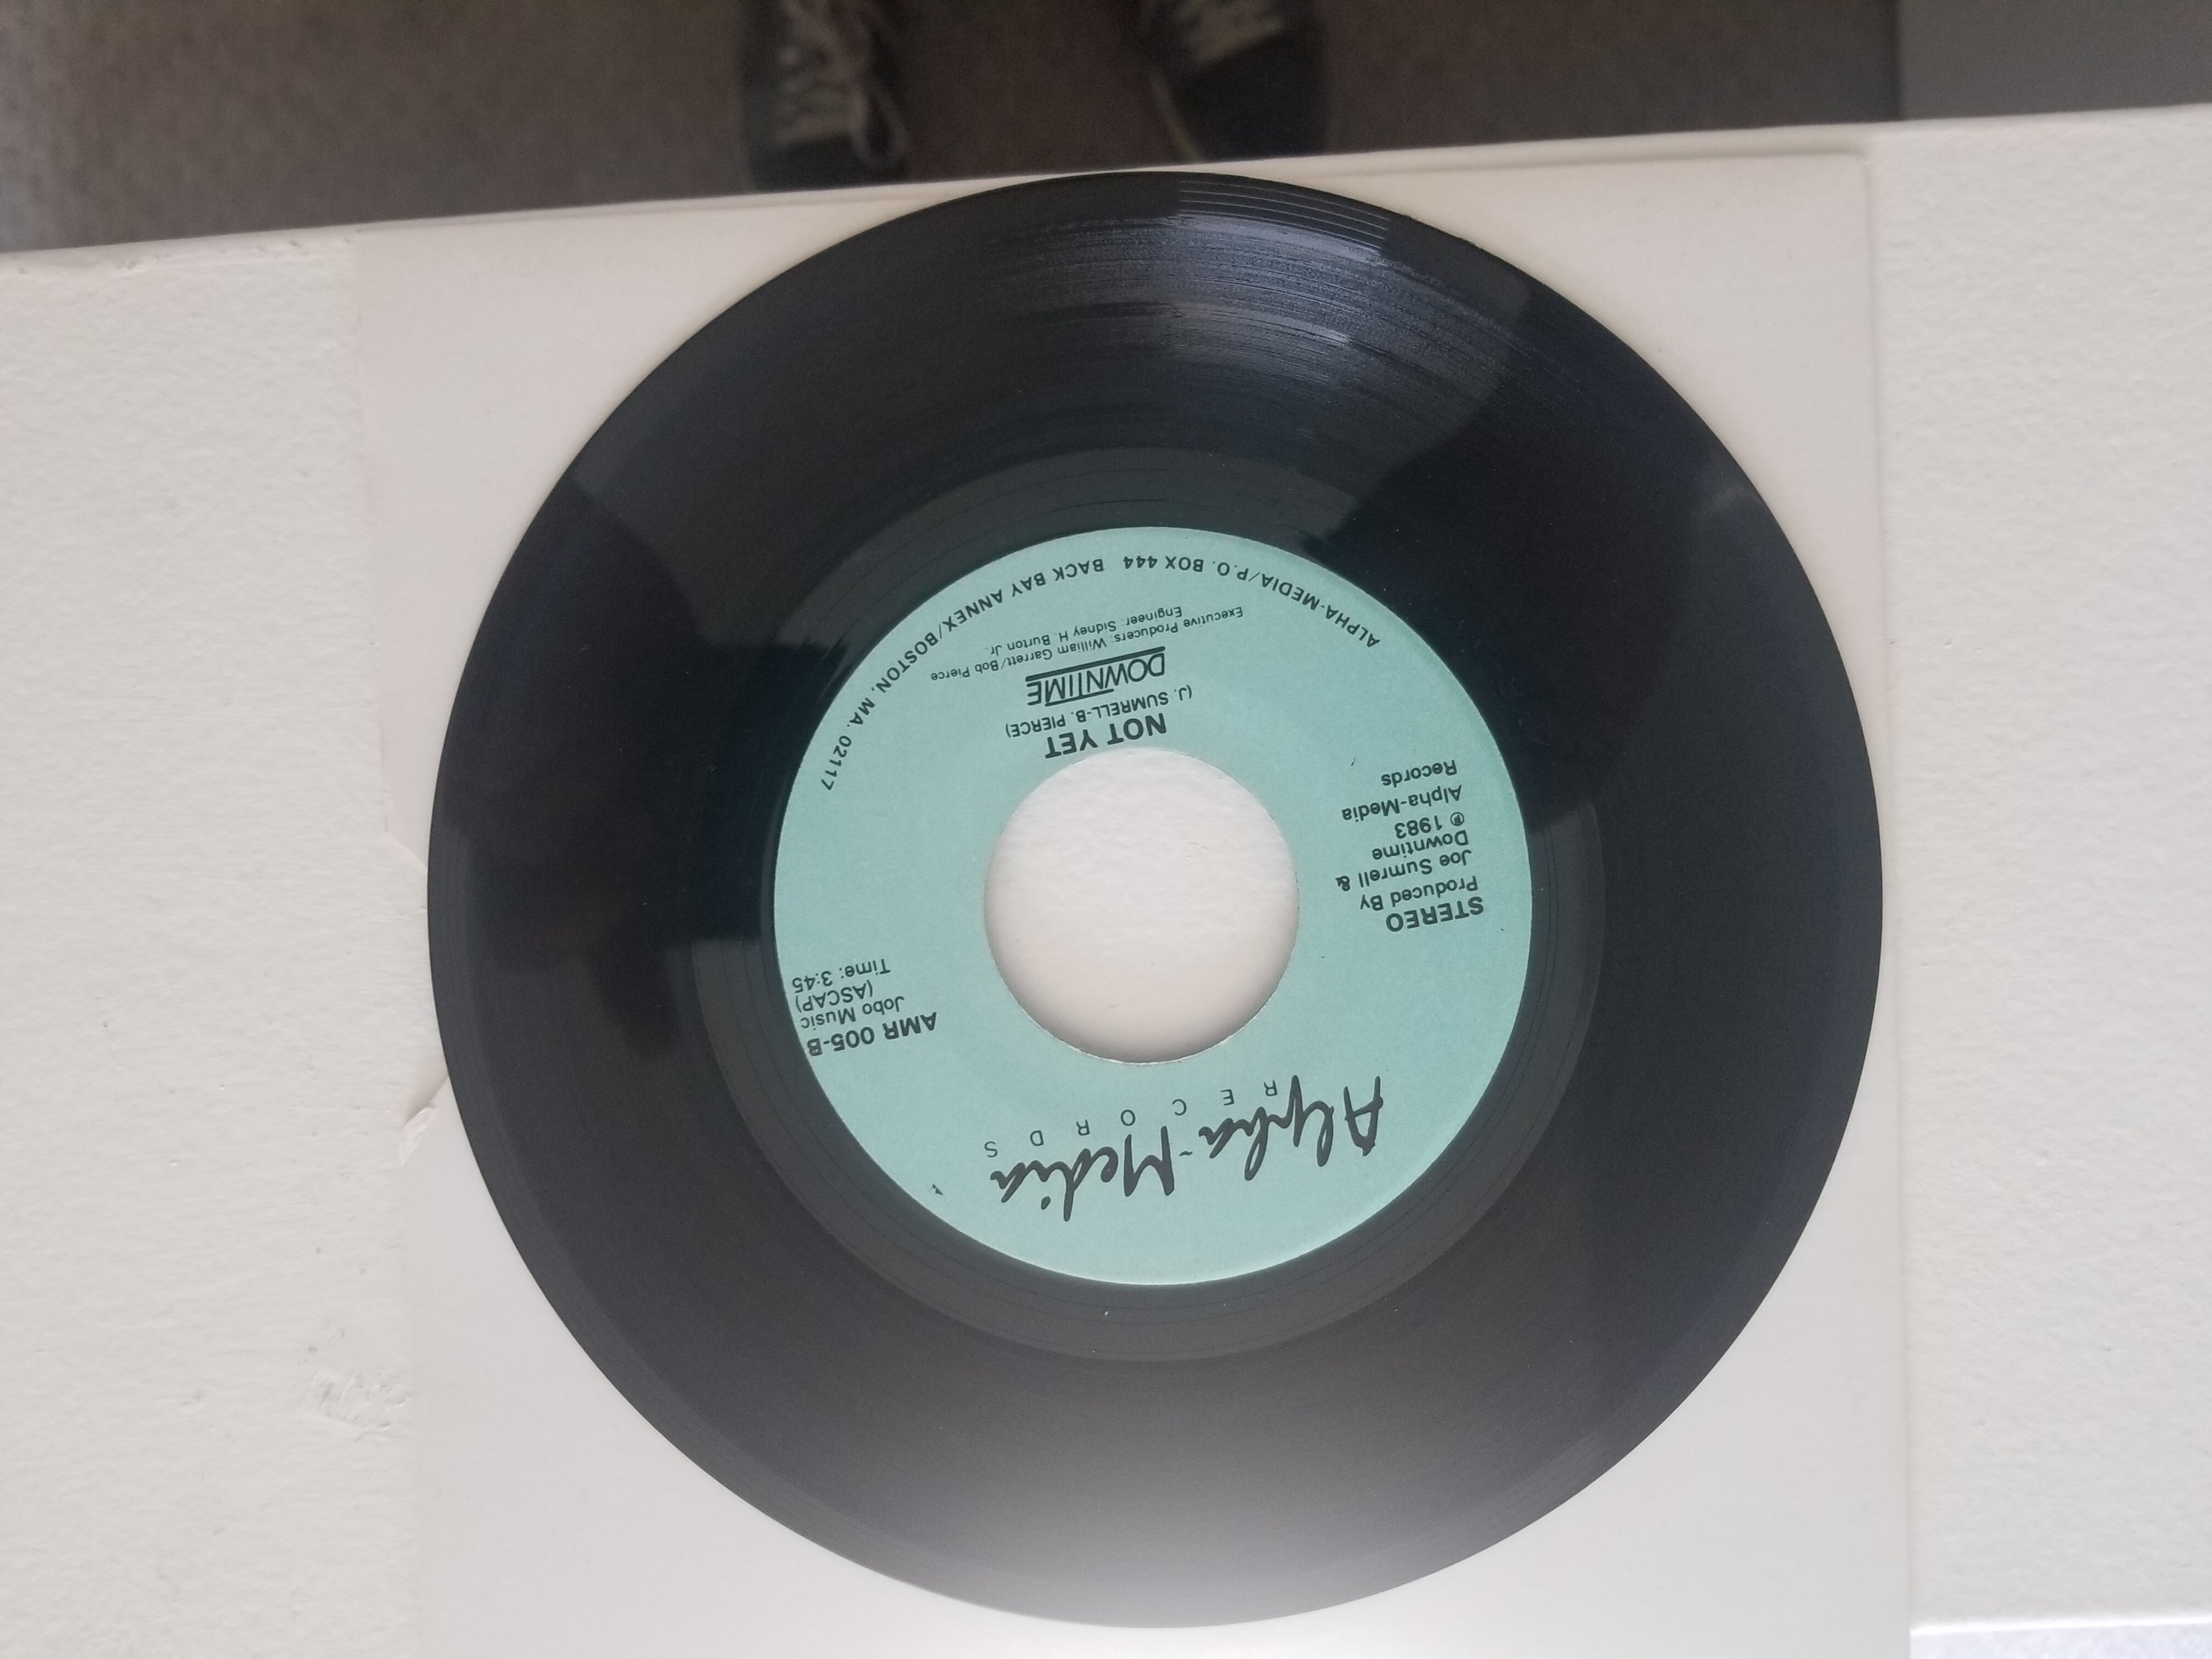 Alpha-Media
RECORDS
STEREO
Produced By
Joe Sumrell &
Downtime
℗ 1983
Alpha-Media
Records
AMR 005-B
Jobo Music
(ASCAP)
Time: 3:45
NOT YET
(J. SUMRELL-B. PIERCE)
DOWNTIME
Executive Producers: William Garrett/Bob Pierce
Engineer: Sidney H. Burton Jr.
ALPHA-MEDIA/P.O. BOX 444 BACK BAY ANNEX/BOSTON, MA. 02117